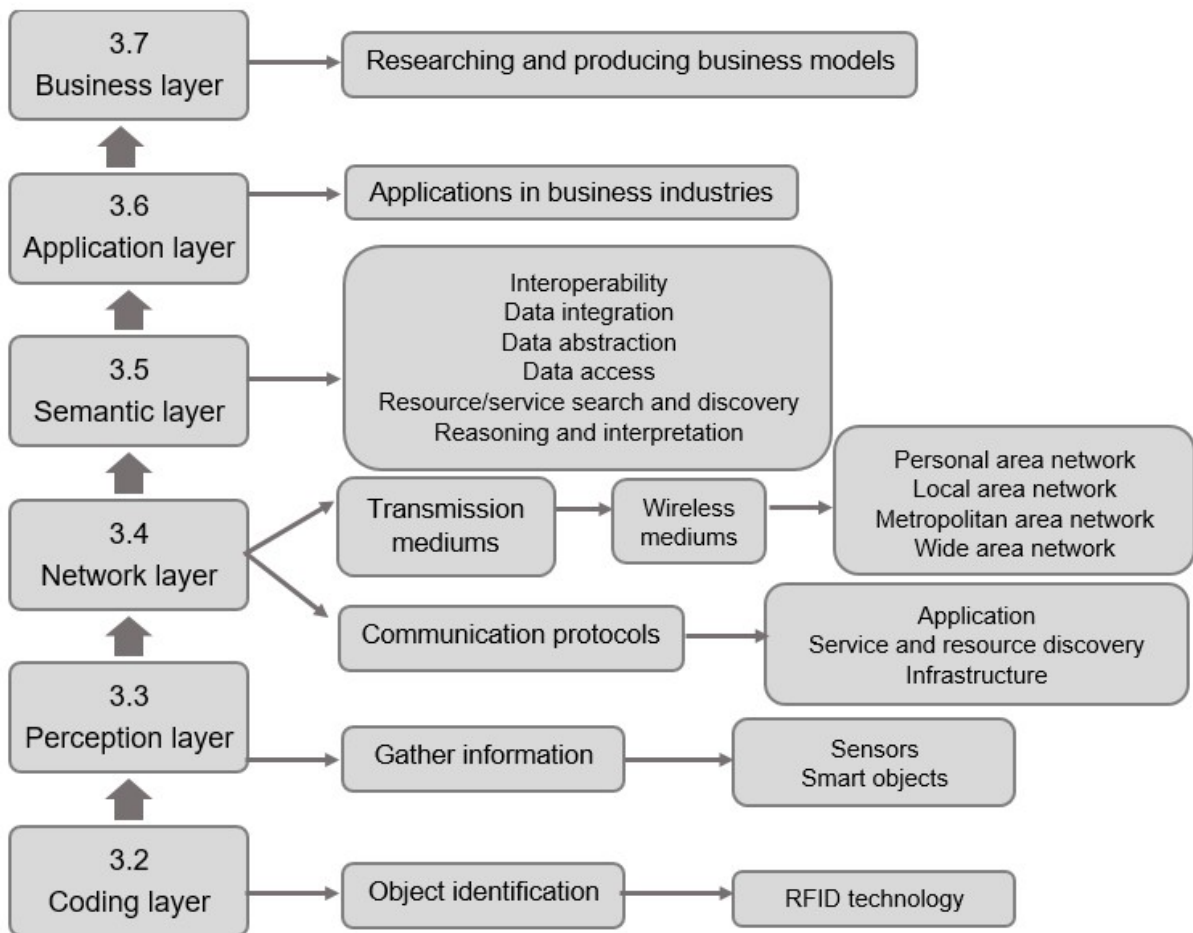 3.7
Business layer
Researching and producing business models
3.6
Application layer
Applications in business industries
3.5
Semantic layer
Interoperability
Data integration
Data abstraction
Data access
Resource/service search and discovery
Reasoning and interpretation
3.4
Network layer
Transmission
mediums
Wireless
mediums
Personal area network
Local area network
Metropolitan area network
Wide area network
Communication protocols
Application
Service and resource discovery
Infrastructure
3.3
Perception layer
Gather information
Sensors
Smart objects
3.2
Coding layer
Object identification
RFID technology